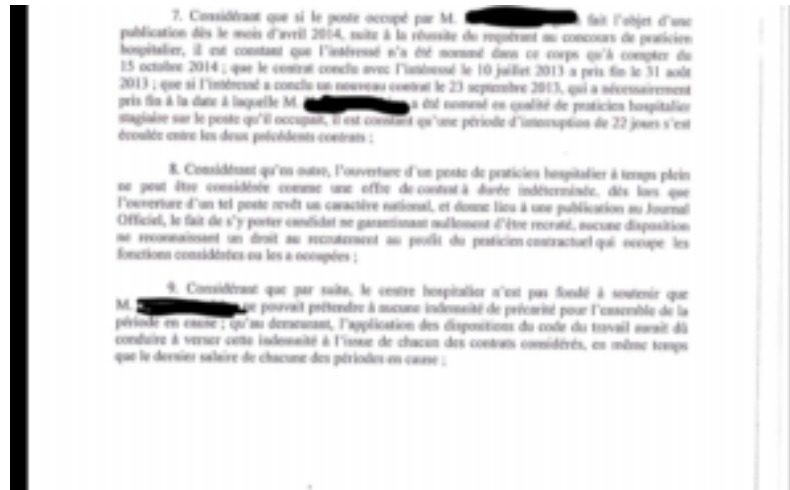 7. Considérant que si le poste occupé par M. fait l'objet d'une
publication dès le mois d'avril 2014, suite à la réussite du requérant au concours de praticien
hospitalier, il est constant que l'intéressé n'a été nommé dans ce corps qu'à compter du
15 octobre 2014 ; que le contrat conclu avec l'intéressé le 10 juillet 2013 a pris fin le 31 août
2013 ; que si l'intéressé a conclu un nouveau contrat le 23 septembre 2013, qui a nécessairement
pris fin à la date à laquelle M. a été nommé en qualité de praticien hospitalier
stagiaire sur le poste qu'il occupait, il est constant qu'une période d'interruption de 22 jours s'est
écoulée entre les deux précédents contrats ;
8. Considérant qu'en outre, l'ouverture d'un poste de praticien hospitalier à temps plein
ne peut être considérée comme une offre de contrat à durée indéterminée, dès lors que
l'ouverture d'un tel poste revêt un caractère national, et donne lieu à une publication au Journal
Officiel, le fait de s'y porter candidat ne garantissant nullement d'être recruté, aucune disposition
ne reconnaissant un droit au recrutement au profit du praticien contractuel qui occupe les
fonctions considérées ou les a occupées ;
9. Considérant que par suite, le centre hospitalier n'est pas fondé à soutenir que
M. ne pouvait prétendre à aucune indemnité de précarité pour l'ensemble de la
période en cause ; qu'au demeurant, l'application des dispositions du code du travail aurait dû
conduire à verser cette indemnité à l'issue de chacun des contrats considérés, en même temps
que le dernier salaire de chacune des périodes en cause ;